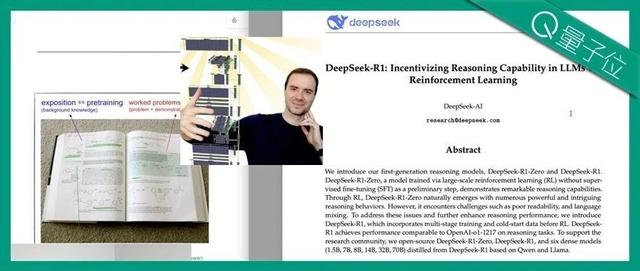 exposition ⇔ pretraining
(background knowledge)
worked problems
(problem + demonstrat
deepseek
DeepSeek-R1: Incentivizing Reasoning Capability in LLMs
Reinforcement Learning
DeepSeek-AI
research@deepseek.com
Abstract
We introduce our first-generation reasoning models, DeepSeek-R1-Zero and DeepSeek-R1.
DeepSeek-R1-Zero, a model trained via large-scale reinforcement learning (RL) without super-
vised fine-tuning (SFT) as a preliminary step, demonstrates remarkable reasoning capabilities.
Through RL, DeepSeek-R1-Zero naturally emerges with numerous powerful and intriguing
reasoning behaviors. However, it encounters challenges such as poor readability, and language
mixing. To address these issues and further enhance reasoning performance, we introduce
DeepSeek-R1, which incorporates multi-stage training and cold-start data before RL. DeepSeek-
R1 achieves performance comparable to OpenAI-o1-1217 on reasoning tasks. To support the
research community, we open-source DeepSeek-R1-Zero, DeepSeek-R1, and six dense models
(1.5B, 7B, 8B, 14B, 32B, 70B) distilled from DeepSeek-R1 based on Qwen and Llama.
量子位